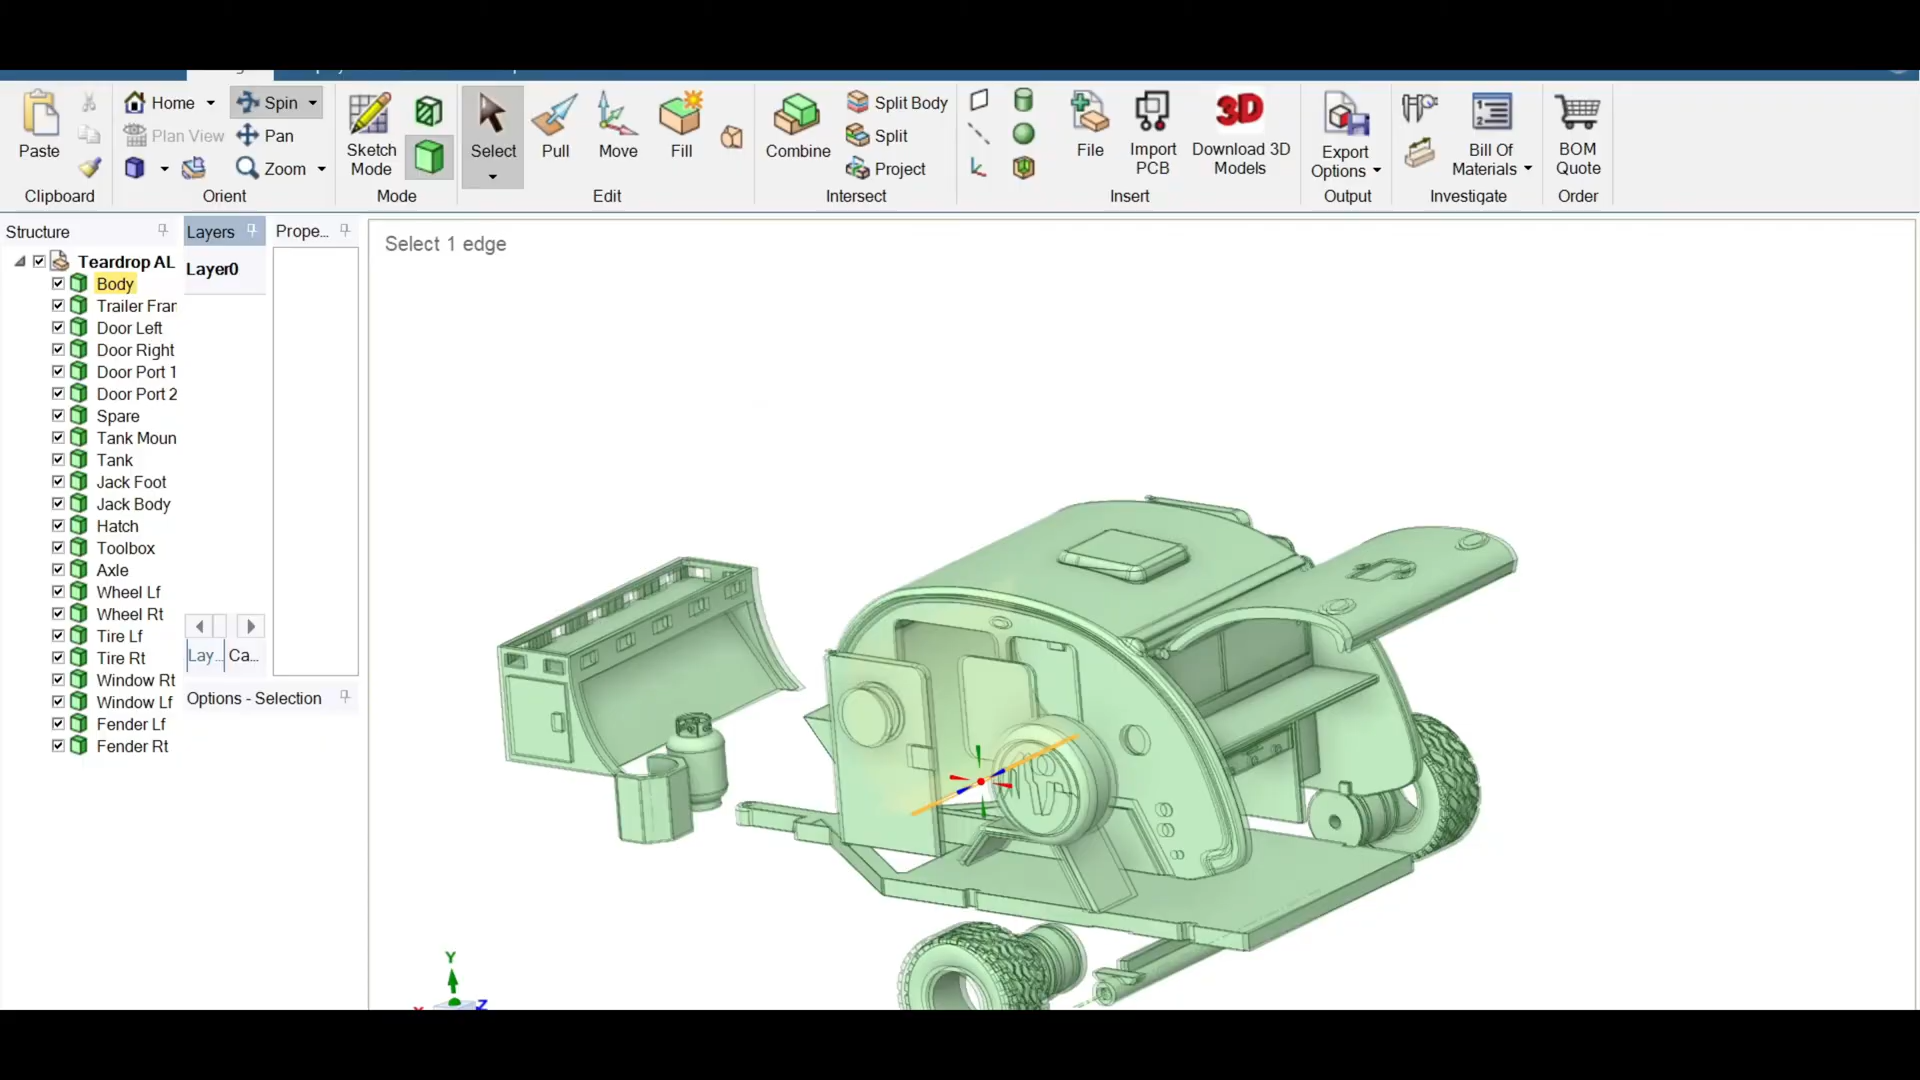 Paste
Clipboard
Home
Spin
Plan View
Pan
Zoom
Orient
Sketch
Mode
Mode
Select
Pull
Move
Fill
Edit
Combine
Split Body
Split
Project
Intersect
File
Import
PCB
3D
Download 3D
Models
Insert
Export
Options
Output
Bill Of
Materials
Investigate
BOM
Quote
Order
Structure
Layers
Prope...
Select 1 edge
Teardrop AL
Layer0
Body
Trailer Fran
Door Left
Door Right
Door Port 1
Door Port 2
Spare
Tank Moun
Tank
Jack Foot
Jack Body
Hatch
Toolbox
Axle
Wheel Lf
Wheel Rt
Tire Lf
Tire Rt
Window Rt
Window Lf
Fender Lf
Fender Rt
Lay...
Ca...
Options - Selection
Y
Z